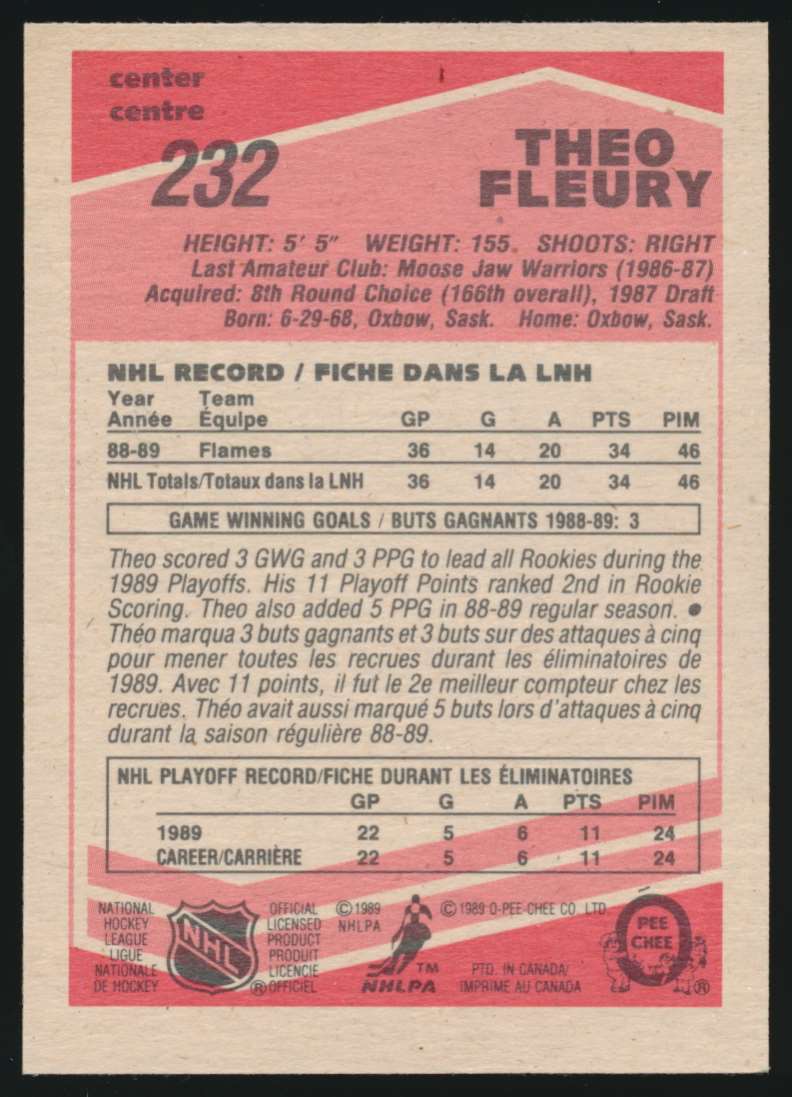 center
centre
232
THEO
FLEURY
HEIGHT: 5' 5" WEIGHT: 155. SHOOTS: RIGHT
Last Amateur Club: Moose Jaw Warriors (1986-87)
Acquired: 8th Round Choice (166th overall), 1987 Draft
Born: 6-29-68, Oxbow, Sask. Home: Oxbow, Sask.
NHL RECORD / FICHE DANS LA LNH
Year Team
Année Équipe GP G A PTS PIM
88-89 Flames 36 14 20 34 46
NHL Totals/Totaux dans la LNH 36 14 20 34 46
GAME WINNING GOALS / BUTS GAGNANTS 1988-89: 3
Theo scored 3 GWG and 3 PPG to lead all Rookies during the
1989 Playoffs. His 11 Playoff Points ranked 2nd in Rookie
Scoring. Theo also added 5 PPG in 88-89 regular season. •
Théo marqua 3 buts gagnants et 3 buts sur des attaques à cinq
pour mener toutes les recrues durant les éliminatoires de
1989. Avec 11 points, il fut le 2e meilleur compteur chez les
recrues. Théo avait aussi marqué 5 buts lors d'attaques à cinq
durant la saison régulière 88-89.
NHL PLAYOFF RECORD/FICHE DURANT LES ÉLIMINATOIRES
GP G A PTS PIM
1989 22 5 6 11 24
CAREER/CARRIÈRE 22 5 6 11 24
NATIONAL
HOCKEY
LEAGUE
LIGUE
NATIONALE
DE HOCKEY
NHL
®
OFFICIAL
LICENSED
PRODUCT
PRODUIT
LICENCIE
OFFICIEL
© 1989
NHLPA
TM
NHLPA
© 1989 O-PEE-CHEE CO. LTD.
PTD. IN CANADA/
IMPRIME AU CANADA
O
PEE
CHEE
®